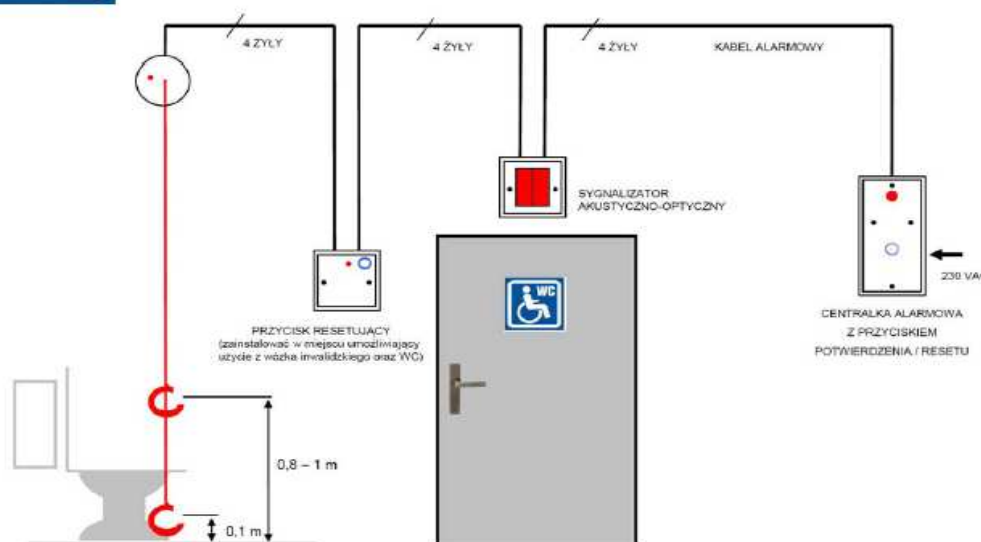 4 ŻYŁY
4 ŻYŁY
4 ŻYŁY
KABEL ALARMOWY
SYGNALIZATOR
AKUSTYCZNO-OPTYCZNY
230 VA
WC
PRZYCISK RESETUJĄCY
(zainstalować w miejscu umożliwiający
użycie z wózka inwalidzkiego oraz WC)
CENTRALKA ALARMOWA
Z PRZYCISKIEM
POTWIERDZENIA / RESETU
0,8 – 1 m
0,1 m